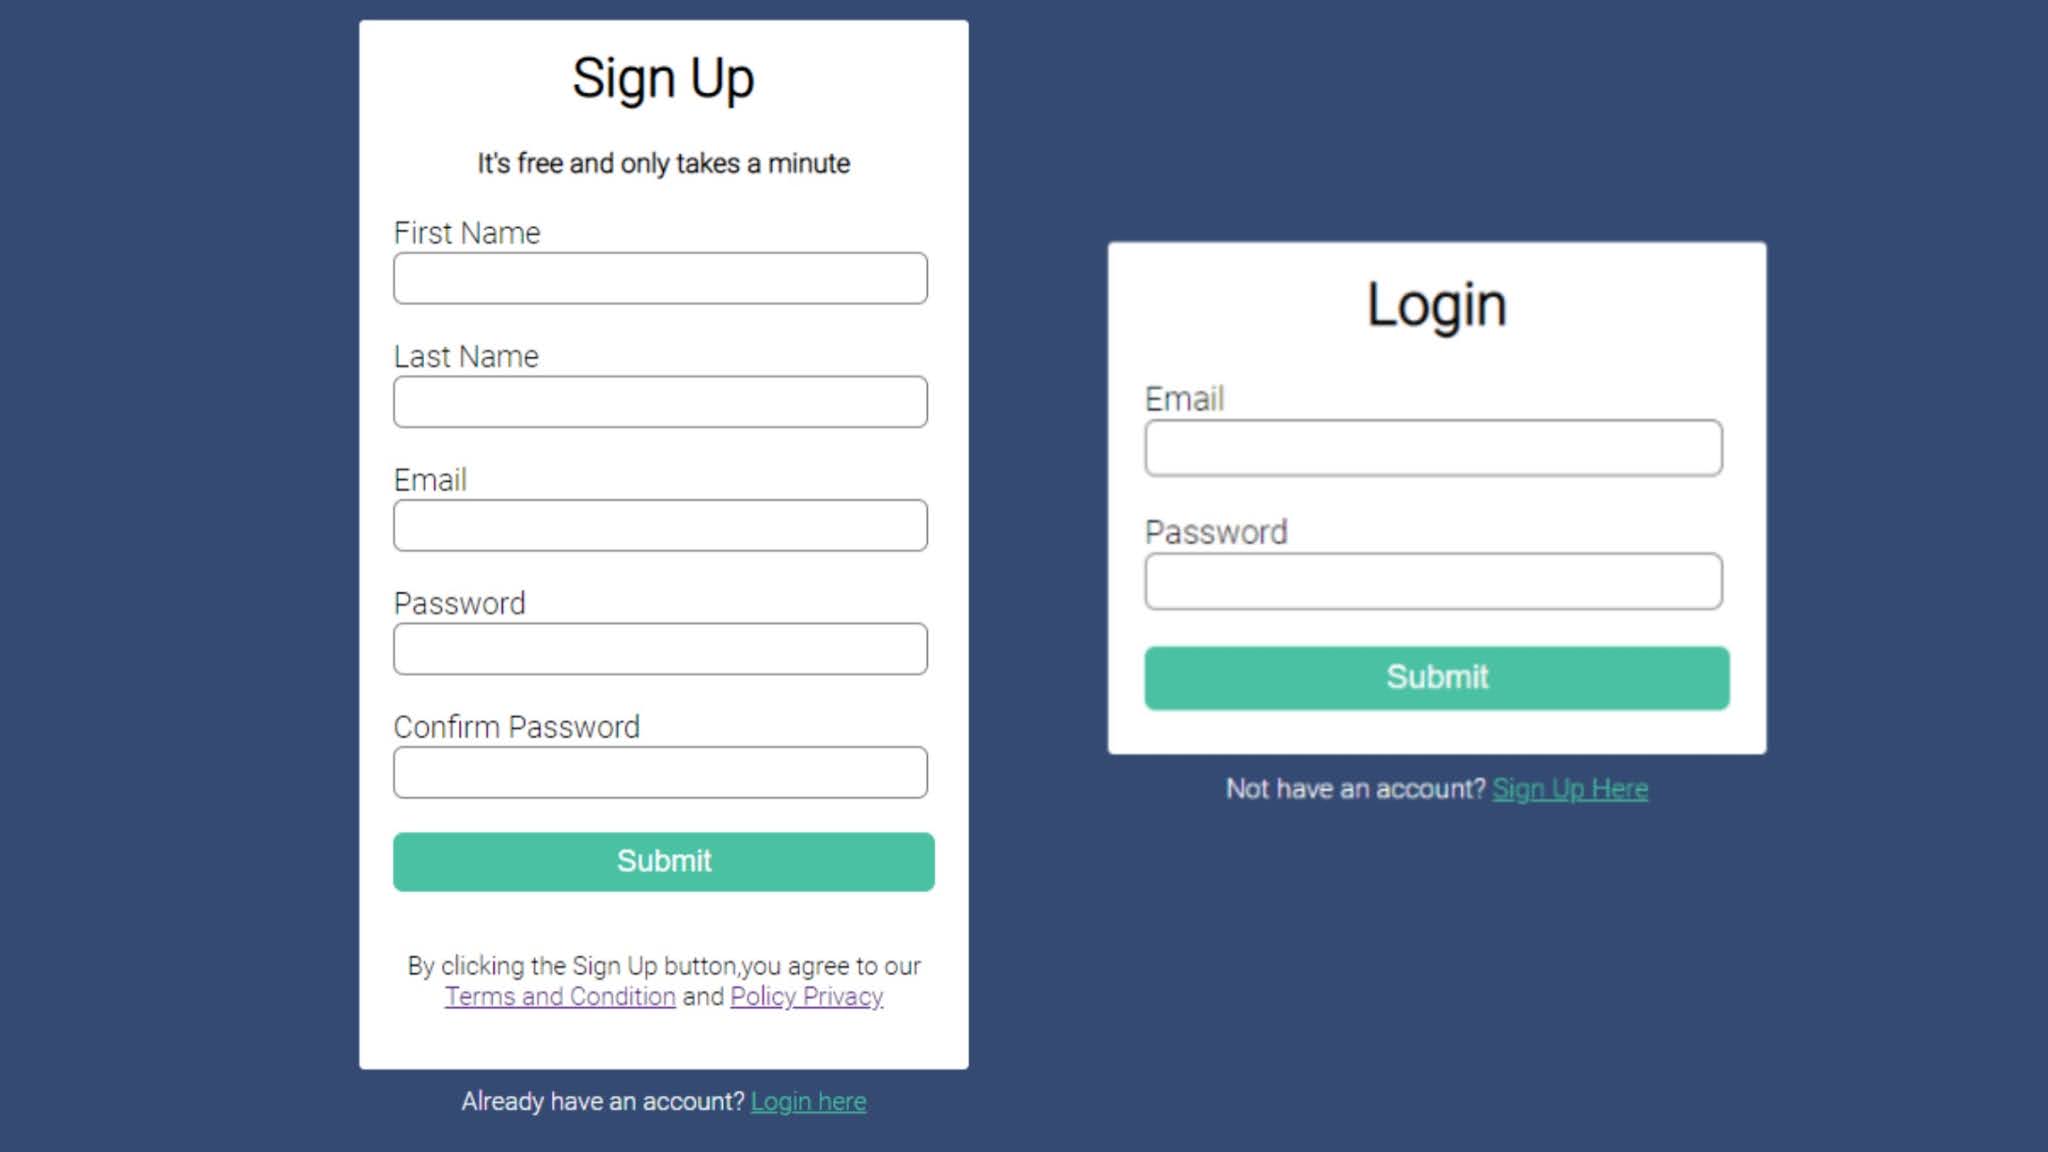 Sign Up
It's free and only takes a minute
First Name
Last Name
Email
Password
Confirm Password
Submit
By clicking the Sign Up button,you agree to our
Terms and Condition and Policy Privacy
Already have an account? Login here
Login
Email
Password
Submit
Not have an account? Sign Up Here